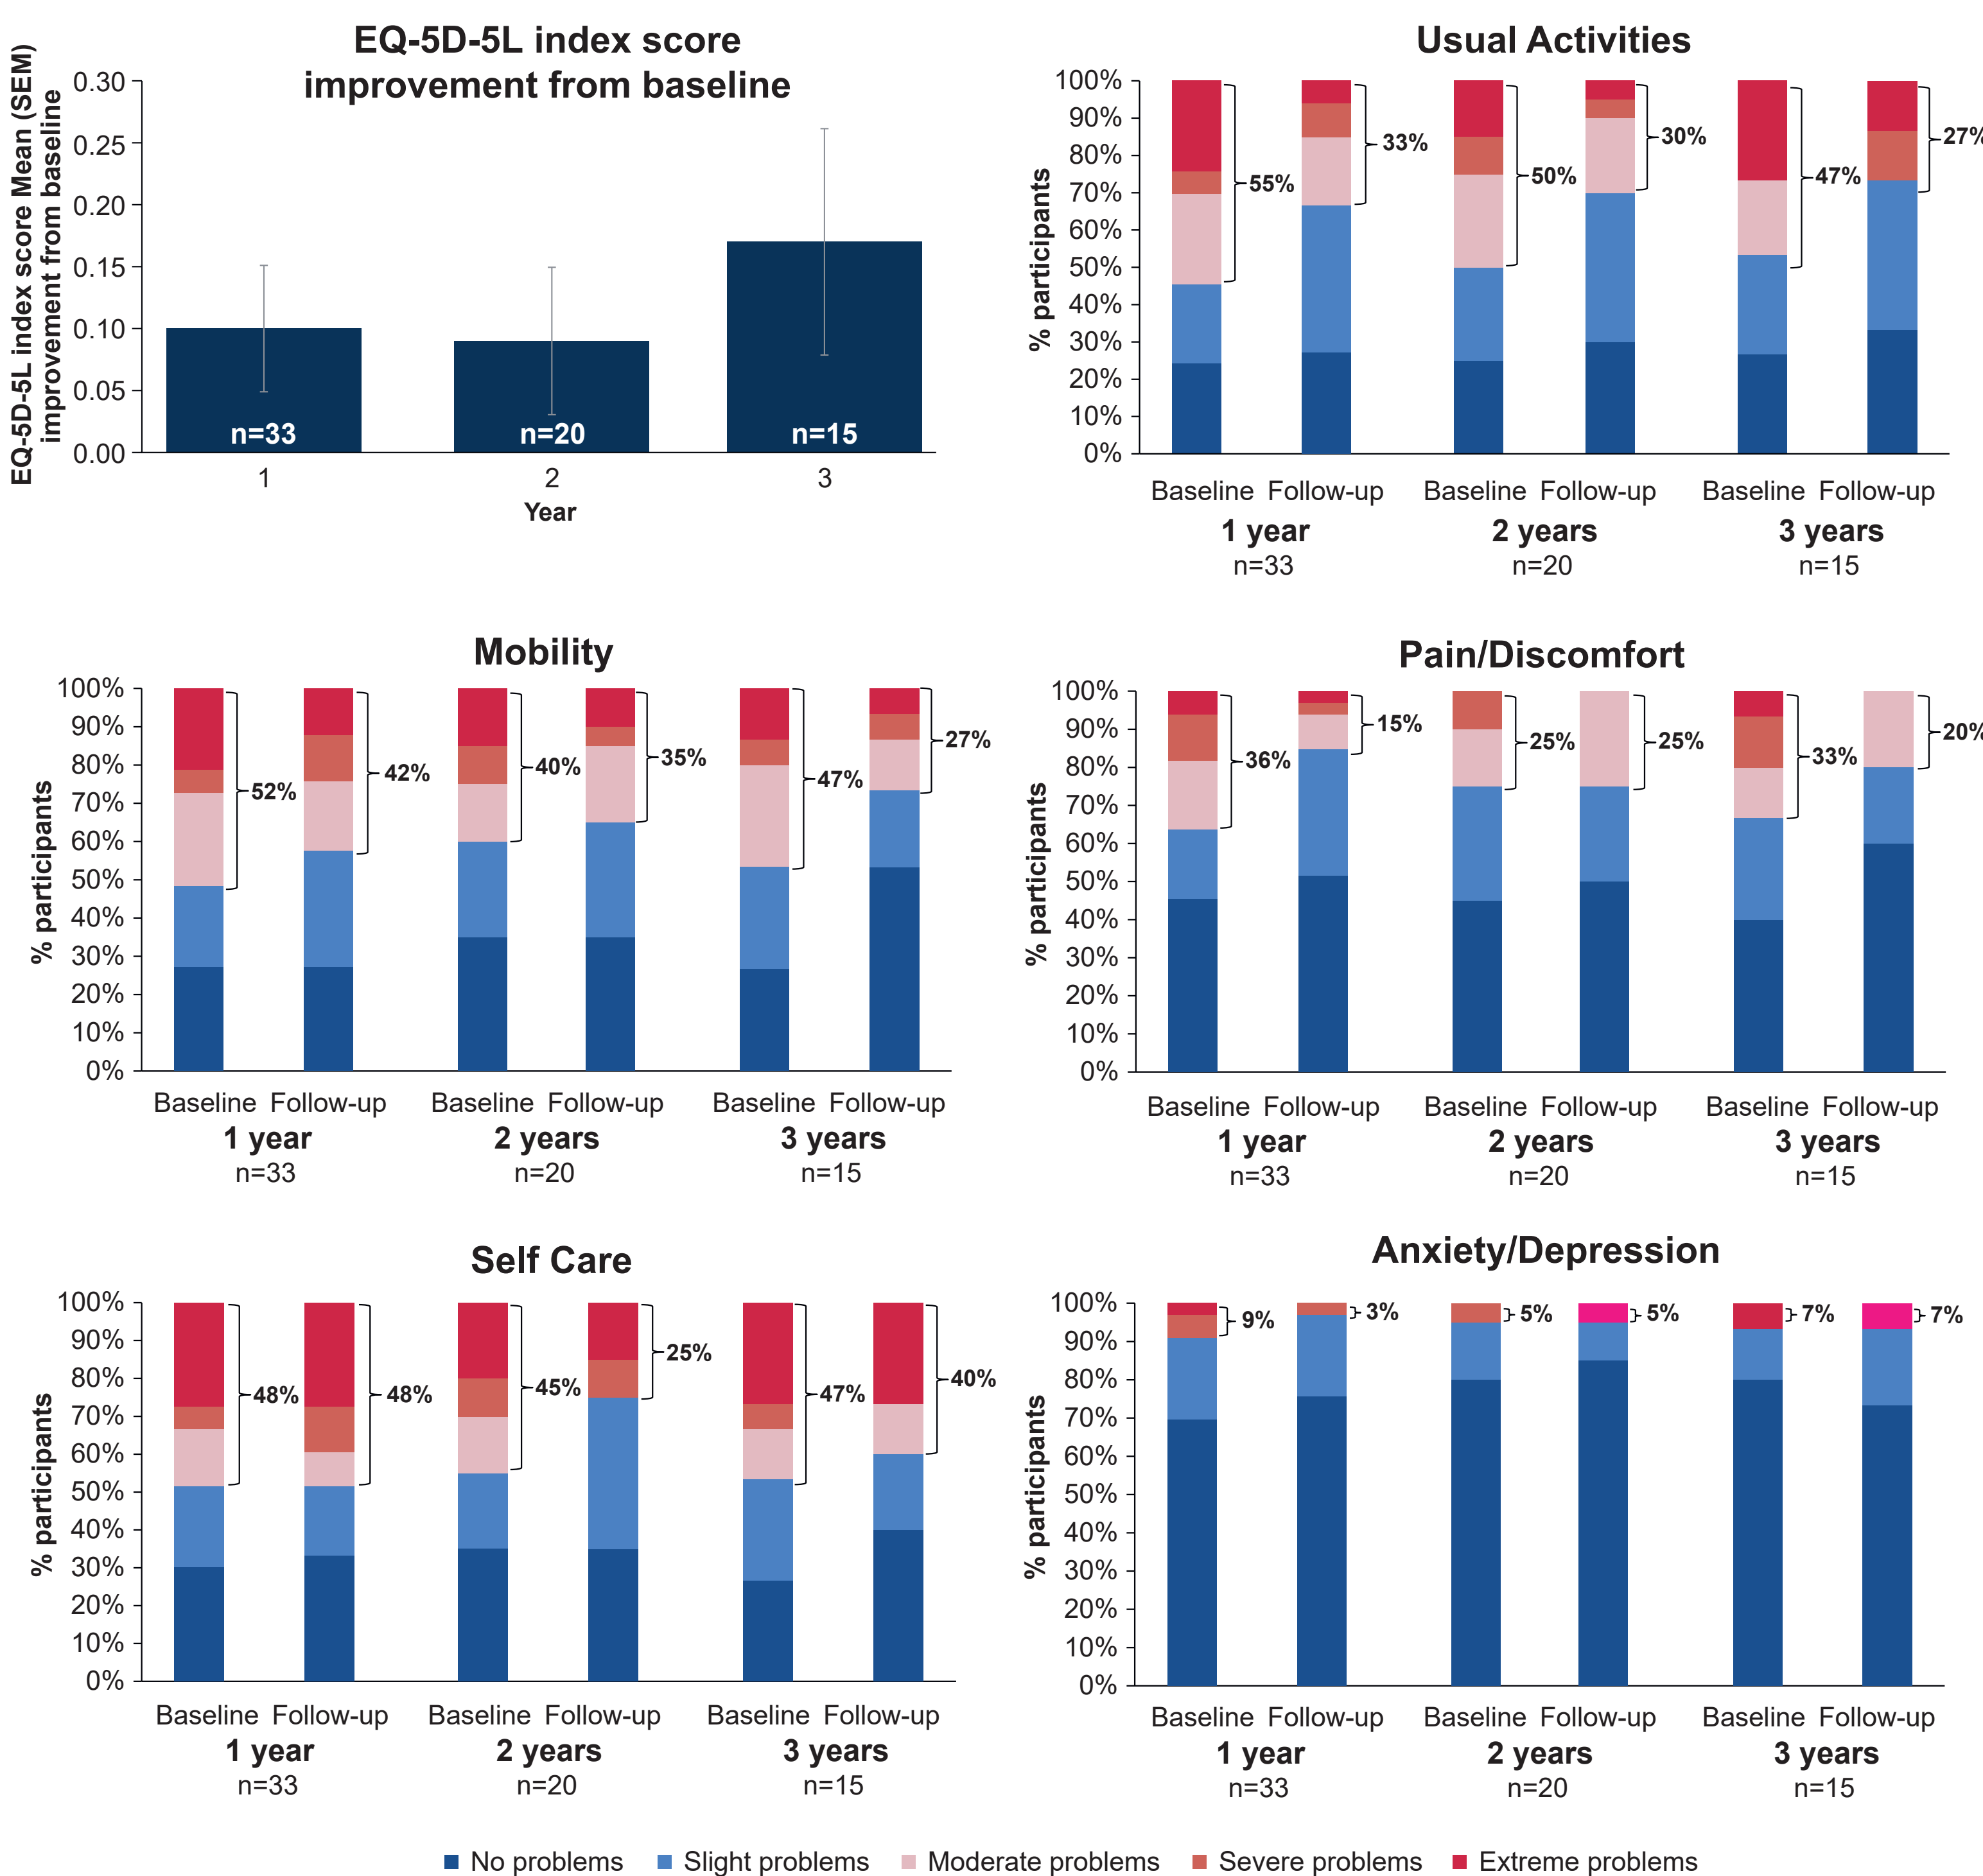 EQ-5D-5L index score
improvement from baseline
EQ-5D-5L index score Mean (SEM)
improvement from baseline
0.30
0.25
0.20
0.15
0.10
0.05
0.00
n=33
n=20
n=15
1
2
3
Year
Usual Activities
% participants
100%
90%
80%
70%
60%
50%
40%
30%
20%
10%
0%
55%
33%
50%
30%
47%
27%
Baseline Follow-up Baseline Follow-up Baseline Follow-up
1 year 2 years 3 years
n=33 n=20 n=15
Mobility
% participants
100%
90%
80%
70%
60%
50%
40%
30%
20%
10%
0%
52%
42%
40%
35%
47%
27%
Baseline Follow-up Baseline Follow-up Baseline Follow-up
1 year 2 years 3 years
n=33 n=20 n=15
Pain/Discomfort
% participants
100%
90%
80%
70%
60%
50%
40%
30%
20%
10%
0%
36%
15%
25%
25%
33%
20%
Baseline Follow-up Baseline Follow-up Baseline Follow-up
1 year 2 years 3 years
n=33 n=20 n=15
Self Care
% participants
100%
90%
80%
70%
60%
50%
40%
30%
20%
10%
0%
48%
48%
45%
25%
47%
40%
Baseline Follow-up Baseline Follow-up Baseline Follow-up
1 year 2 years 3 years
n=33 n=20 n=15
Anxiety/Depression
% participants
100%
90%
80%
70%
60%
50%
40%
30%
20%
10%
0%
9%
3%
5%
5%
7%
7%
Baseline Follow-up Baseline Follow-up Baseline Follow-up
1 year 2 years 3 years
n=33 n=20 n=15
No problems Slight problems Moderate problems Severe problems Extreme problems